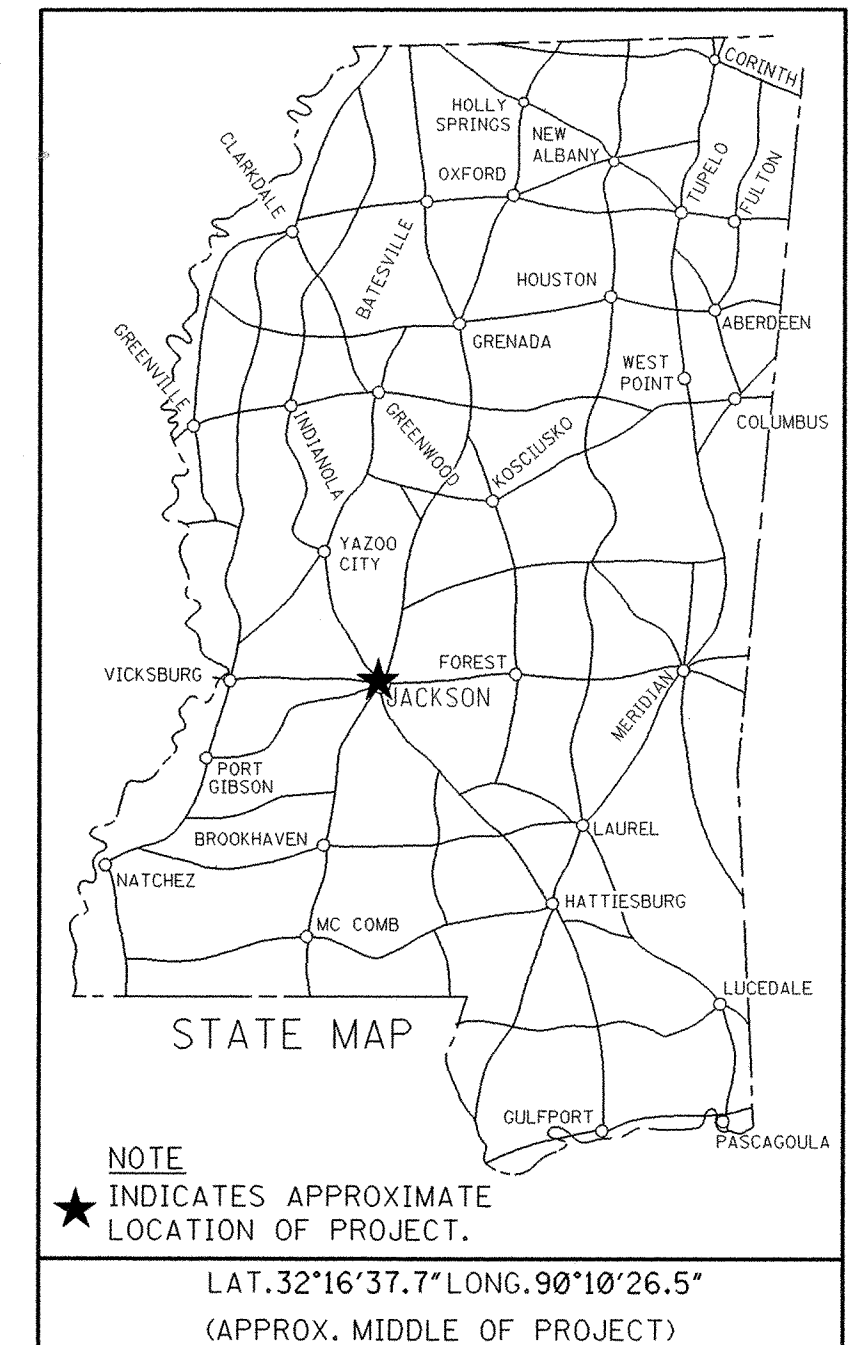 CORINTH
HOLLY
SPRINGS
NEW
ALBANY
CLARKDALE
OXFORD
TUPELO
FULTON
BATESVILLE
HOUSTON
ABERDEEN
GRENADA
GREENVILLE
WEST
POINT
COLUMBUS
INDIANOLA
GREENWOOD
KOSCIUSKO
YAZOO
CITY
VICKSBURG
FOREST
JACKSON
MERIDIAN
PORT
GIBSON
BROOKHAVEN
LAUREL
NATCHEZ
HATTIESBURG
MC COMB
LUCEDALE
STATE MAP
GULFPORT
PASCAGOULA
NOTE
INDICATES APPROXIMATE
LOCATION OF PROJECT.
LAT.32°16'37.7" LONG.90°10'26.5"
(APPROX. MIDDLE OF PROJECT)